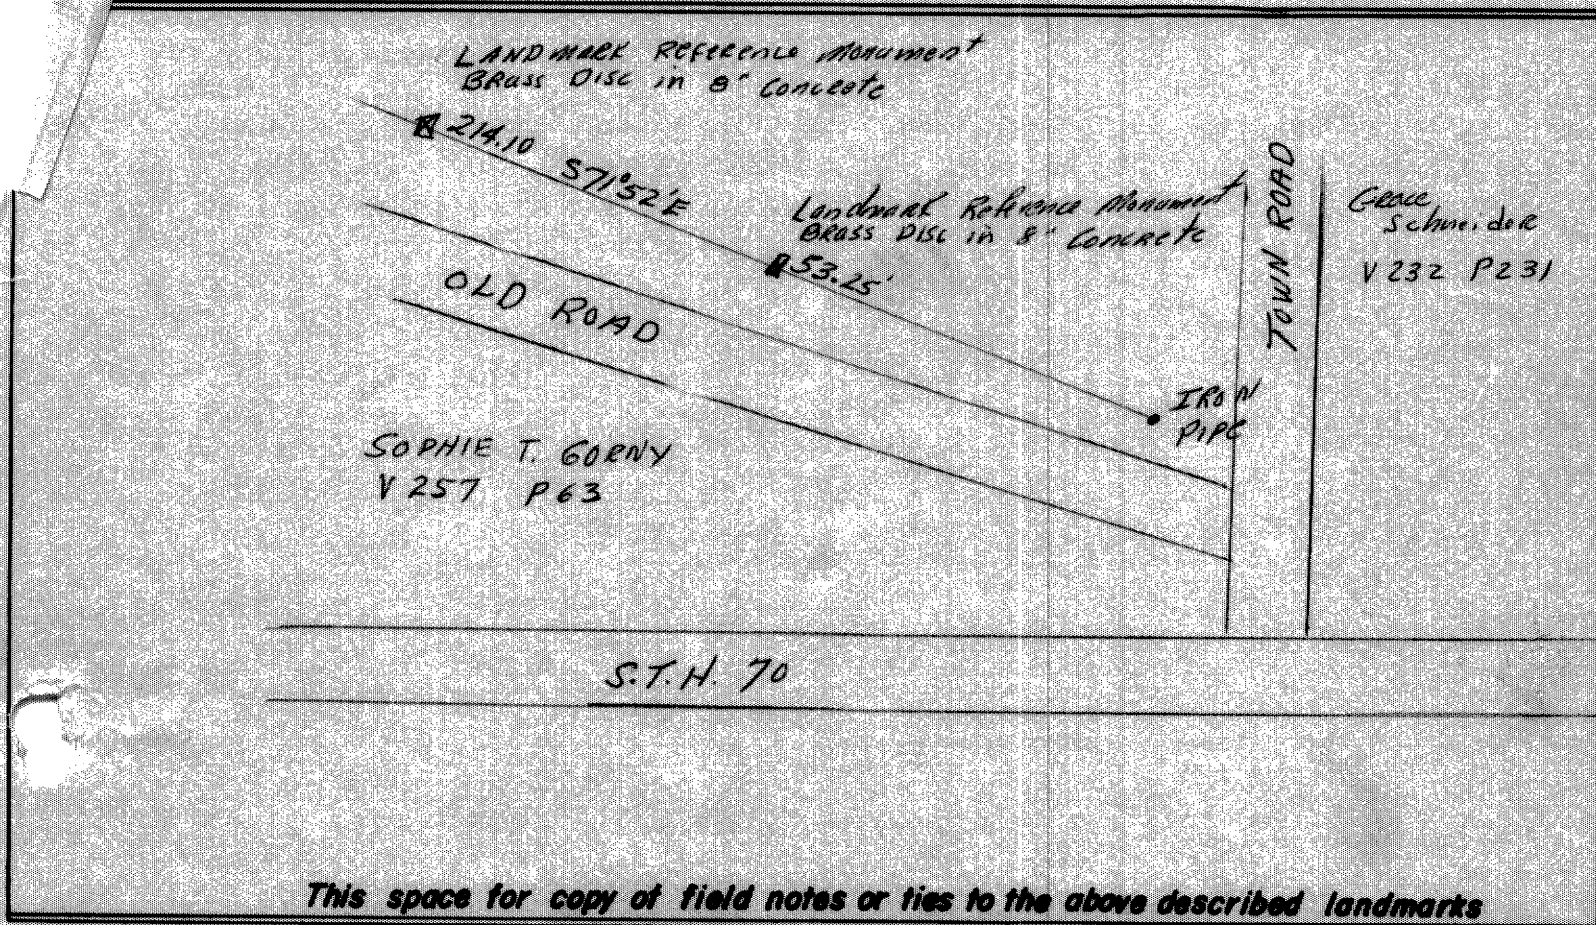 LANDMARK Reference Monument
BRASS DISC in 8" Concrete
214.10 S71°52'E
Landmark Reference Monument
BRASS DISC in 8" Concrete
53.25'
TOWN ROAD
Grace
Schneider
V 232 P231
OLD ROAD
IRON
PIPE
SOPHIE T. GORNY
V 257 P 63
S.T.H. 70
This space for copy of field notes or ties to the above described landmarks